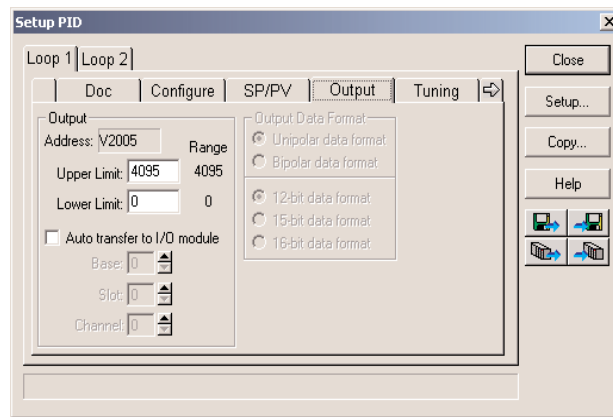 Setup PID
Loop 1 Loop 2
Close
Doc Configure SP/PV Output Tuning
Setup...
Output
Address: V2005 Range
Upper Limit: 4095 4095
Lower Limit: 0 0
Auto transfer to I/O module
Base: 0
Slot: 0
Channel: 0
Output Data Format
Unipolar data format
Bipolar data format
12-bit data format
15-bit data format
16-bit data format
Copy...
Help